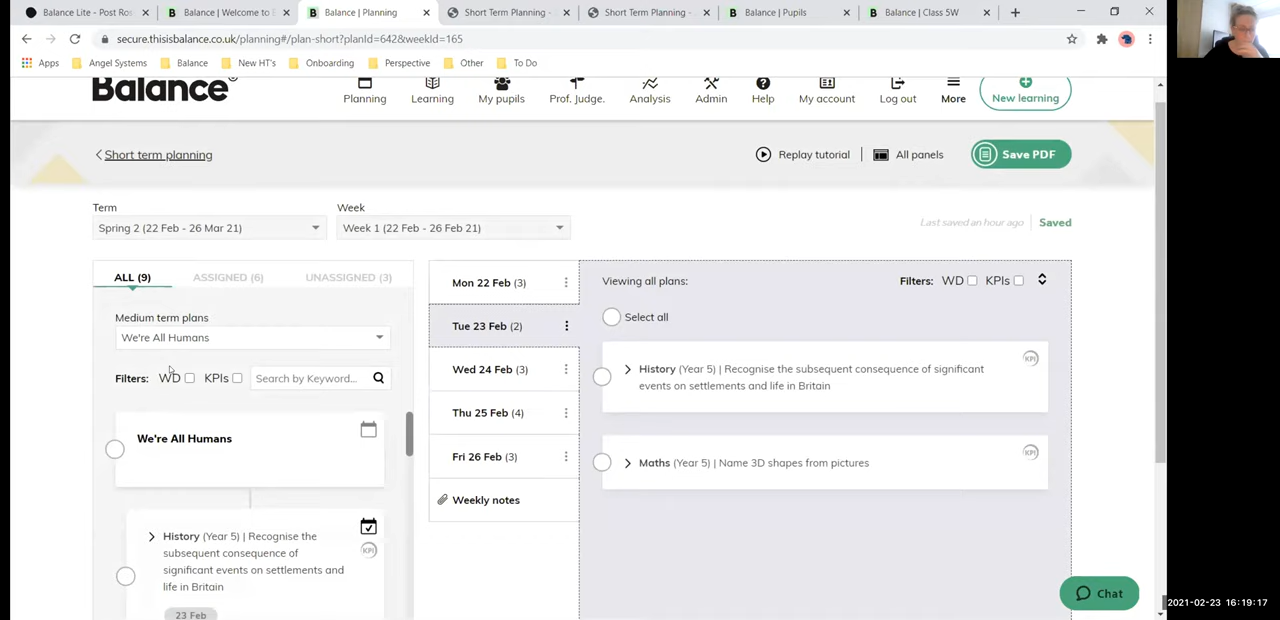 Balance Lite - Post Ros
Balance | Welcome to B
Balance | Planning
Short Term Planning -
Short Term Planning -
Balance | Pupils
Balance | Class 5W
secure.thisisbalance.co.uk/planning#/plan-short?planId=642&weekId=165
Apps
Angel Systems
Balance
New HT's
Onboarding
Perspective
Other
To Do
Balance
Planning
Learning
My pupils
Prof. Judge.
Analysis
Admin
Help
My account
Log out
More
New learning
Short term planning
Replay tutorial
All panels
Save PDF
Term
Week
Spring 2 (22 Feb - 26 Mar 21)
Week 1 (22 Feb - 26 Feb 21)
Last saved an hour ago
Saved
ALL (9)
ASSIGNED (6)
UNASSIGNED (3)
Medium term plans
We're All Humans
Filters: WD KPIs Search by Keyword...
We're All Humans
History (Year 5) | Recognise the
subsequent consequence of
significant events on settlements and
life in Britain
KPI
23 Feb
Mon 22 Feb (3)
Tue 23 Feb (2)
Wed 24 Feb (3)
Thu 25 Feb (4)
Fri 26 Feb (3)
Weekly notes
Viewing all plans:
Filters: WD KPIs
Select all
History (Year 5) | Recognise the subsequent consequence of significant
events on settlements and life in Britain
KPI
Maths (Year 5) | Name 3D shapes from pictures
KPI
Chat
2021-02-23 16:19:17